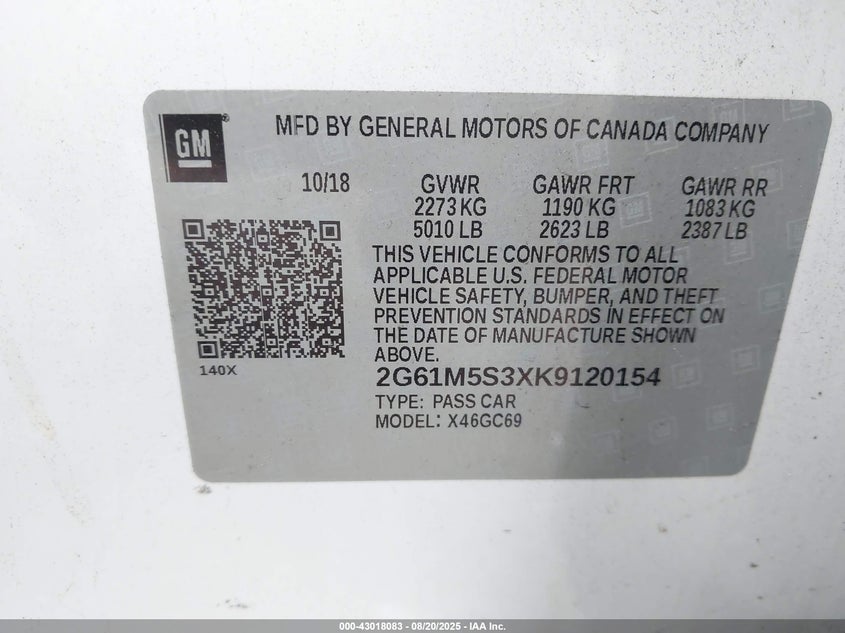 GM
MFD BY GENERAL MOTORS OF CANADA COMPANY
10/18 GVWR GAWR FRT GAWR RR
2273 KG 1190 KG 1083 KG
5010 LB 2623 LB 2387 LB
THIS VEHICLE CONFORMS TO ALL
APPLICABLE U.S. FEDERAL MOTOR
VEHICLE SAFETY, BUMPER, AND THEFT
PREVENTION STANDARDS IN EFFECT ON
THE DATE OF MANUFACTURE SHOWN
ABOVE.
140X
2G61M5S3XK9120154
TYPE: PASS CAR
MODEL: X46GC69
000-43018083 - 08/20/2025 - IAA Inc.